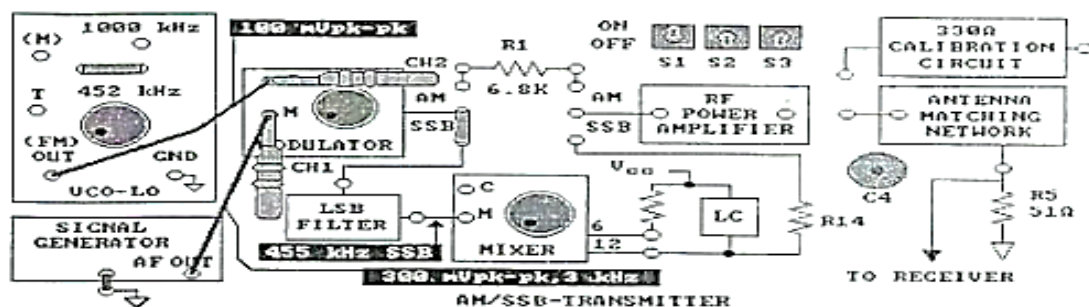 1000 kHz
(M)
T
452 kHz
(FM)
OUT
GND
VCO-LO
SIGNAL
GENERATOR
AF OUT
100 mVpk-pk
CH2
M
DULATOR
CH1
LSB
FILTER
455 kHz SSB
300 mVpk-pk,3 kHz
AM
SSB
R1
6.8K
AM
SSB
C
M
MIXER
6
12
LC
R14
ON
OFF
S1 S2 S3
RF
POWER
AMPLIFIER
330Ω
CALIBRATION
CIRCUIT
ANTENNA
MATCHING
NETWORK
C4
R5
51Ω
TO RECEIVER
AM/SSB-TRANSMITTER